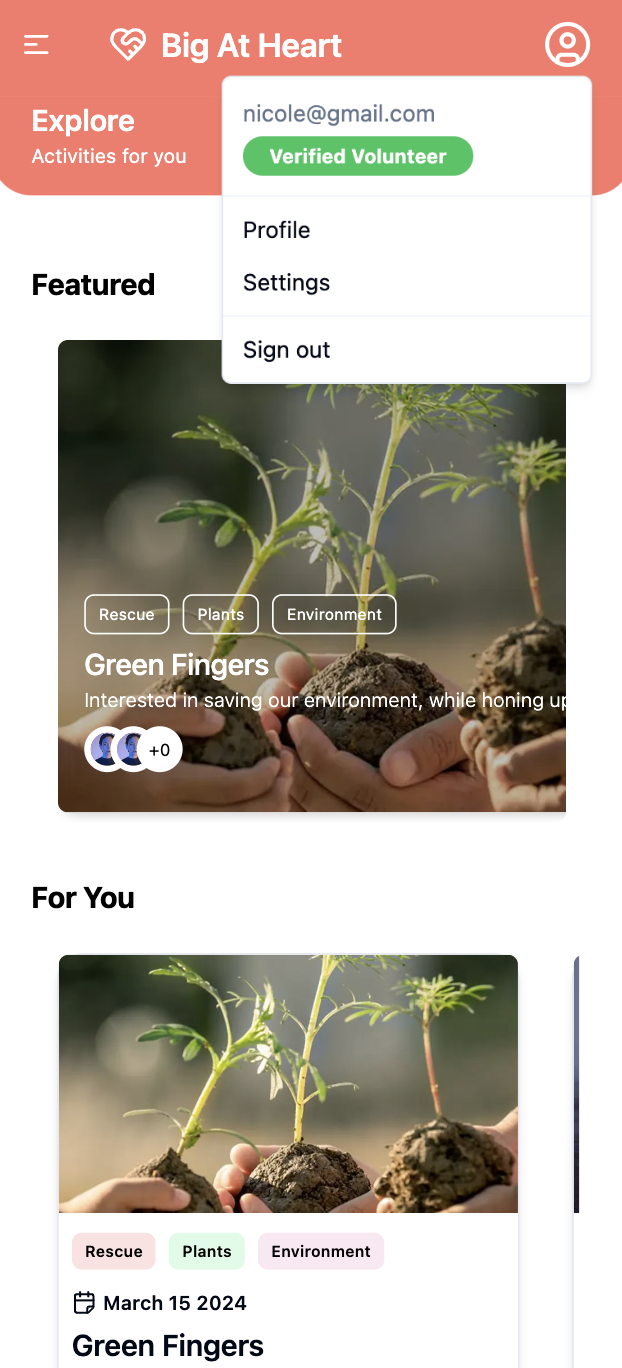 Big At Heart
Explore
Activities for you
nicole@gmail.com
Verified Volunteer
Profile
Settings
Sign out
Featured
Rescue Plants Environment
Green Fingers
Interested in saving our environment, while honing up
+0
For You
Rescue Plants Environment
March 15 2024
Green Fingers